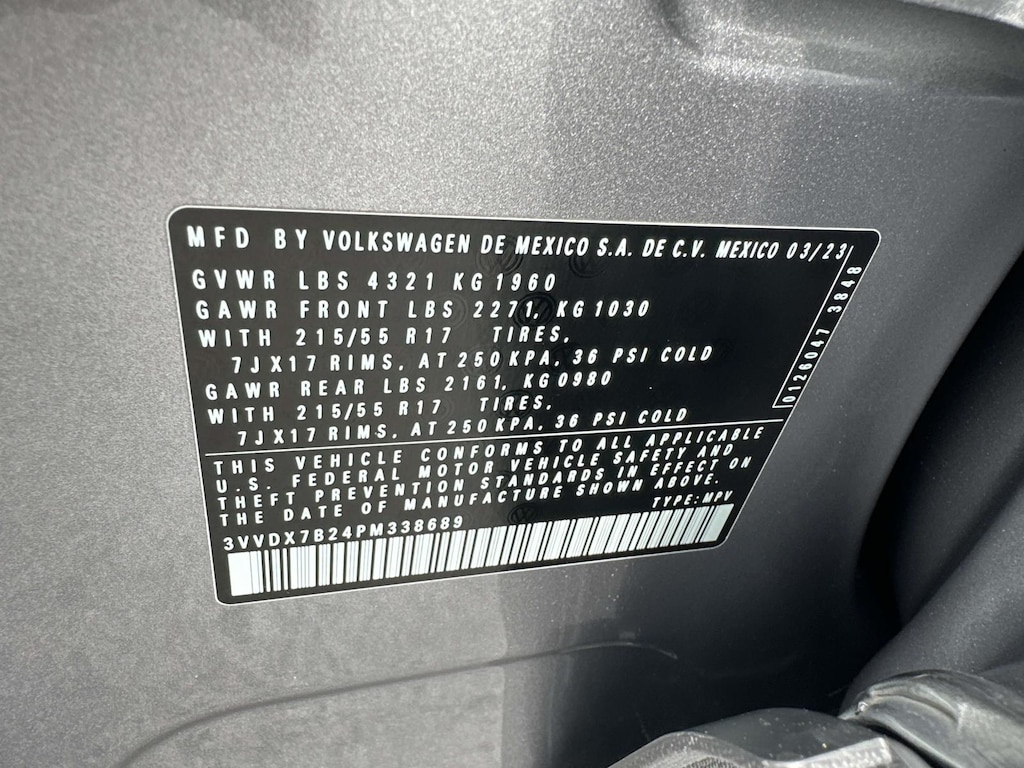 MFD BY VOLKSWAGEN DE MEXICO S.A. DE C.V. MEXICO 03/23
GVWR LBS 4321 KG 1960
GAWR FRONT LBS 2271, KG 1030
WITH 215/55 R17 TIRES,
7JX17 RIMS, AT 250 KPA, 36 PSI COLD
GAWR REAR LBS 2161, KG 0980
WITH 215/55 R17 TIRES,
7JX17 RIMS, AT 250 KPA, 36 PSI COLD
0126047 3848
THIS VEHICLE CONFORMS TO ALL APPLICABLE
U.S. FEDERAL MOTOR VEHICLE SAFETY AND
THEFT PREVENTION STANDARDS IN EFFECT ON
THE DATE OF MANUFACTURE SHOWN ABOVE.
TYPE: MPV
3VVDX7B24PM338689